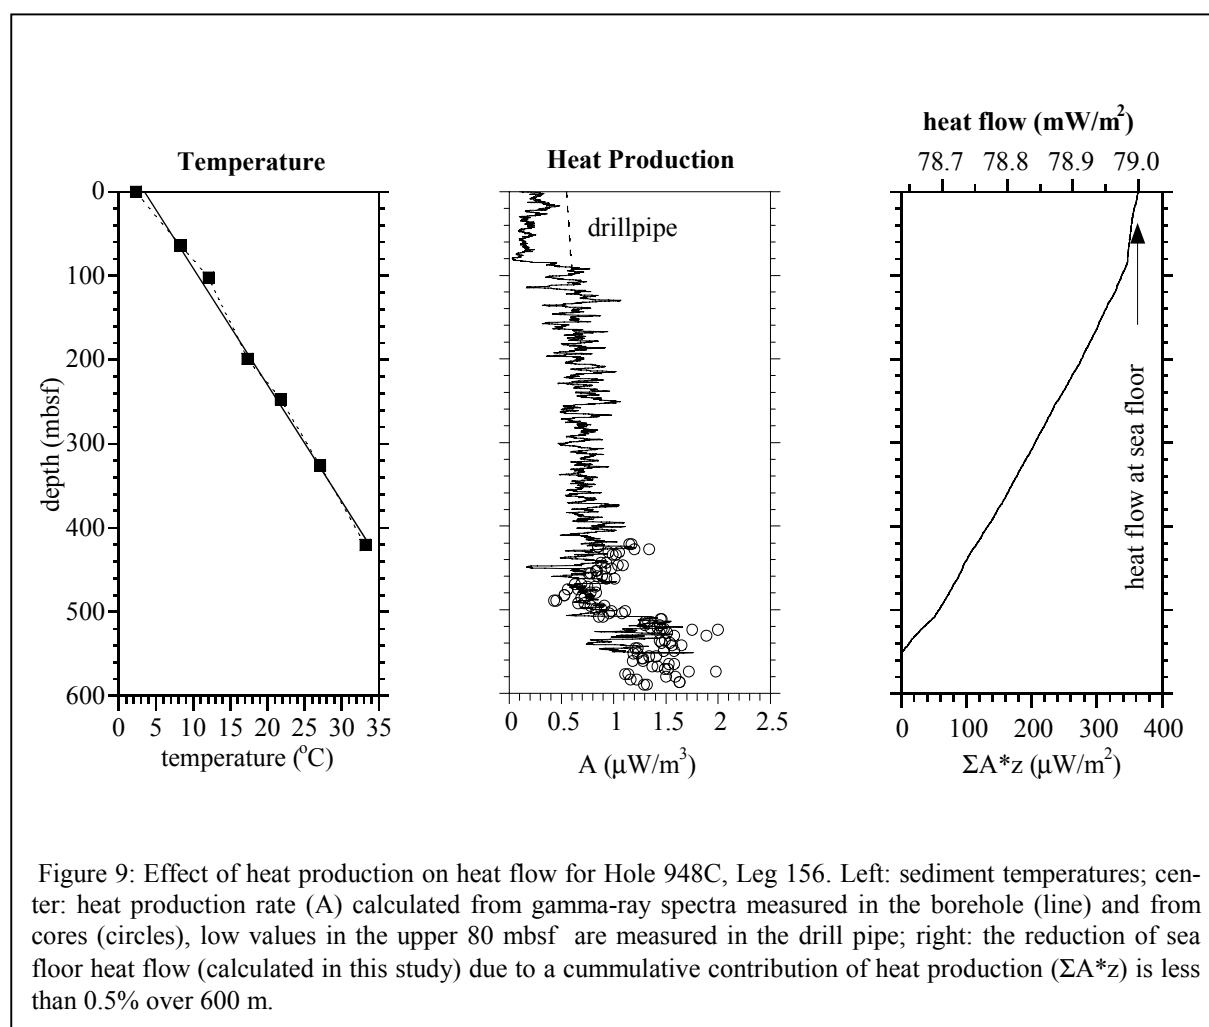 Temperature
0
100
200
300
400
500
600
depth (mbsf)
0 5 10 15 20 25 30 35
temperature (°C)
Heat Production
drillpipe
0 0.5 1 1.5 2 2.5
A (μW/m³)
heat flow (mW/m²)
78.7 78.8 78.9 79.0
heat flow at sea floor
0 100 200 300 400
ΣA*z (μW/m²)
Figure 9: Effect of heat production on heat flow for Hole 948C, Leg 156. Left: sediment temperatures; cen-
ter: heat production rate (A) calculated from gamma-ray spectra measured in the borehole (line) and from
cores (circles), low values in the upper 80 mbsf are measured in the drill pipe; right: the reduction of sea
floor heat flow (calculated in this study) due to a cummulative contribution of heat production (ΣA*z) is less
than 0.5% over 600 m.